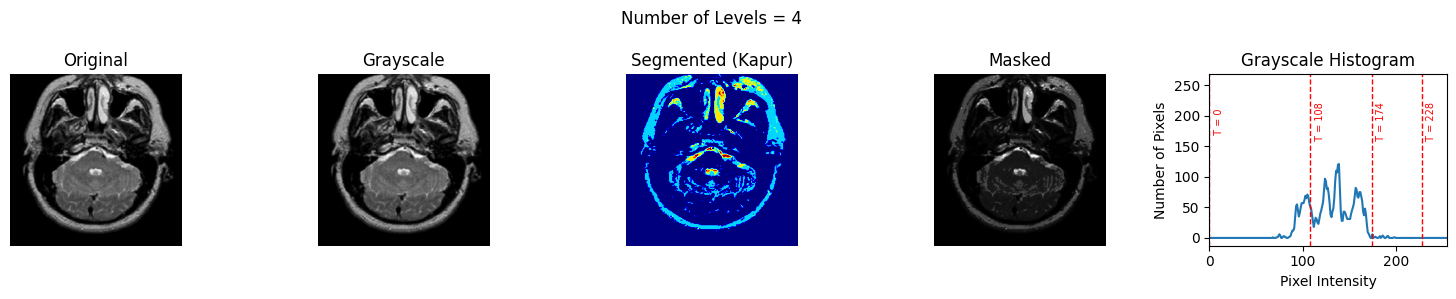 Number of Levels = 4
Original
Grayscale
Segmented (Kapur)
Masked
Grayscale Histogram
Number of Pixels
250
200
150
100
50
0
T = 0
T = 108
T = 174
T = 228
0
100
200
Pixel Intensity